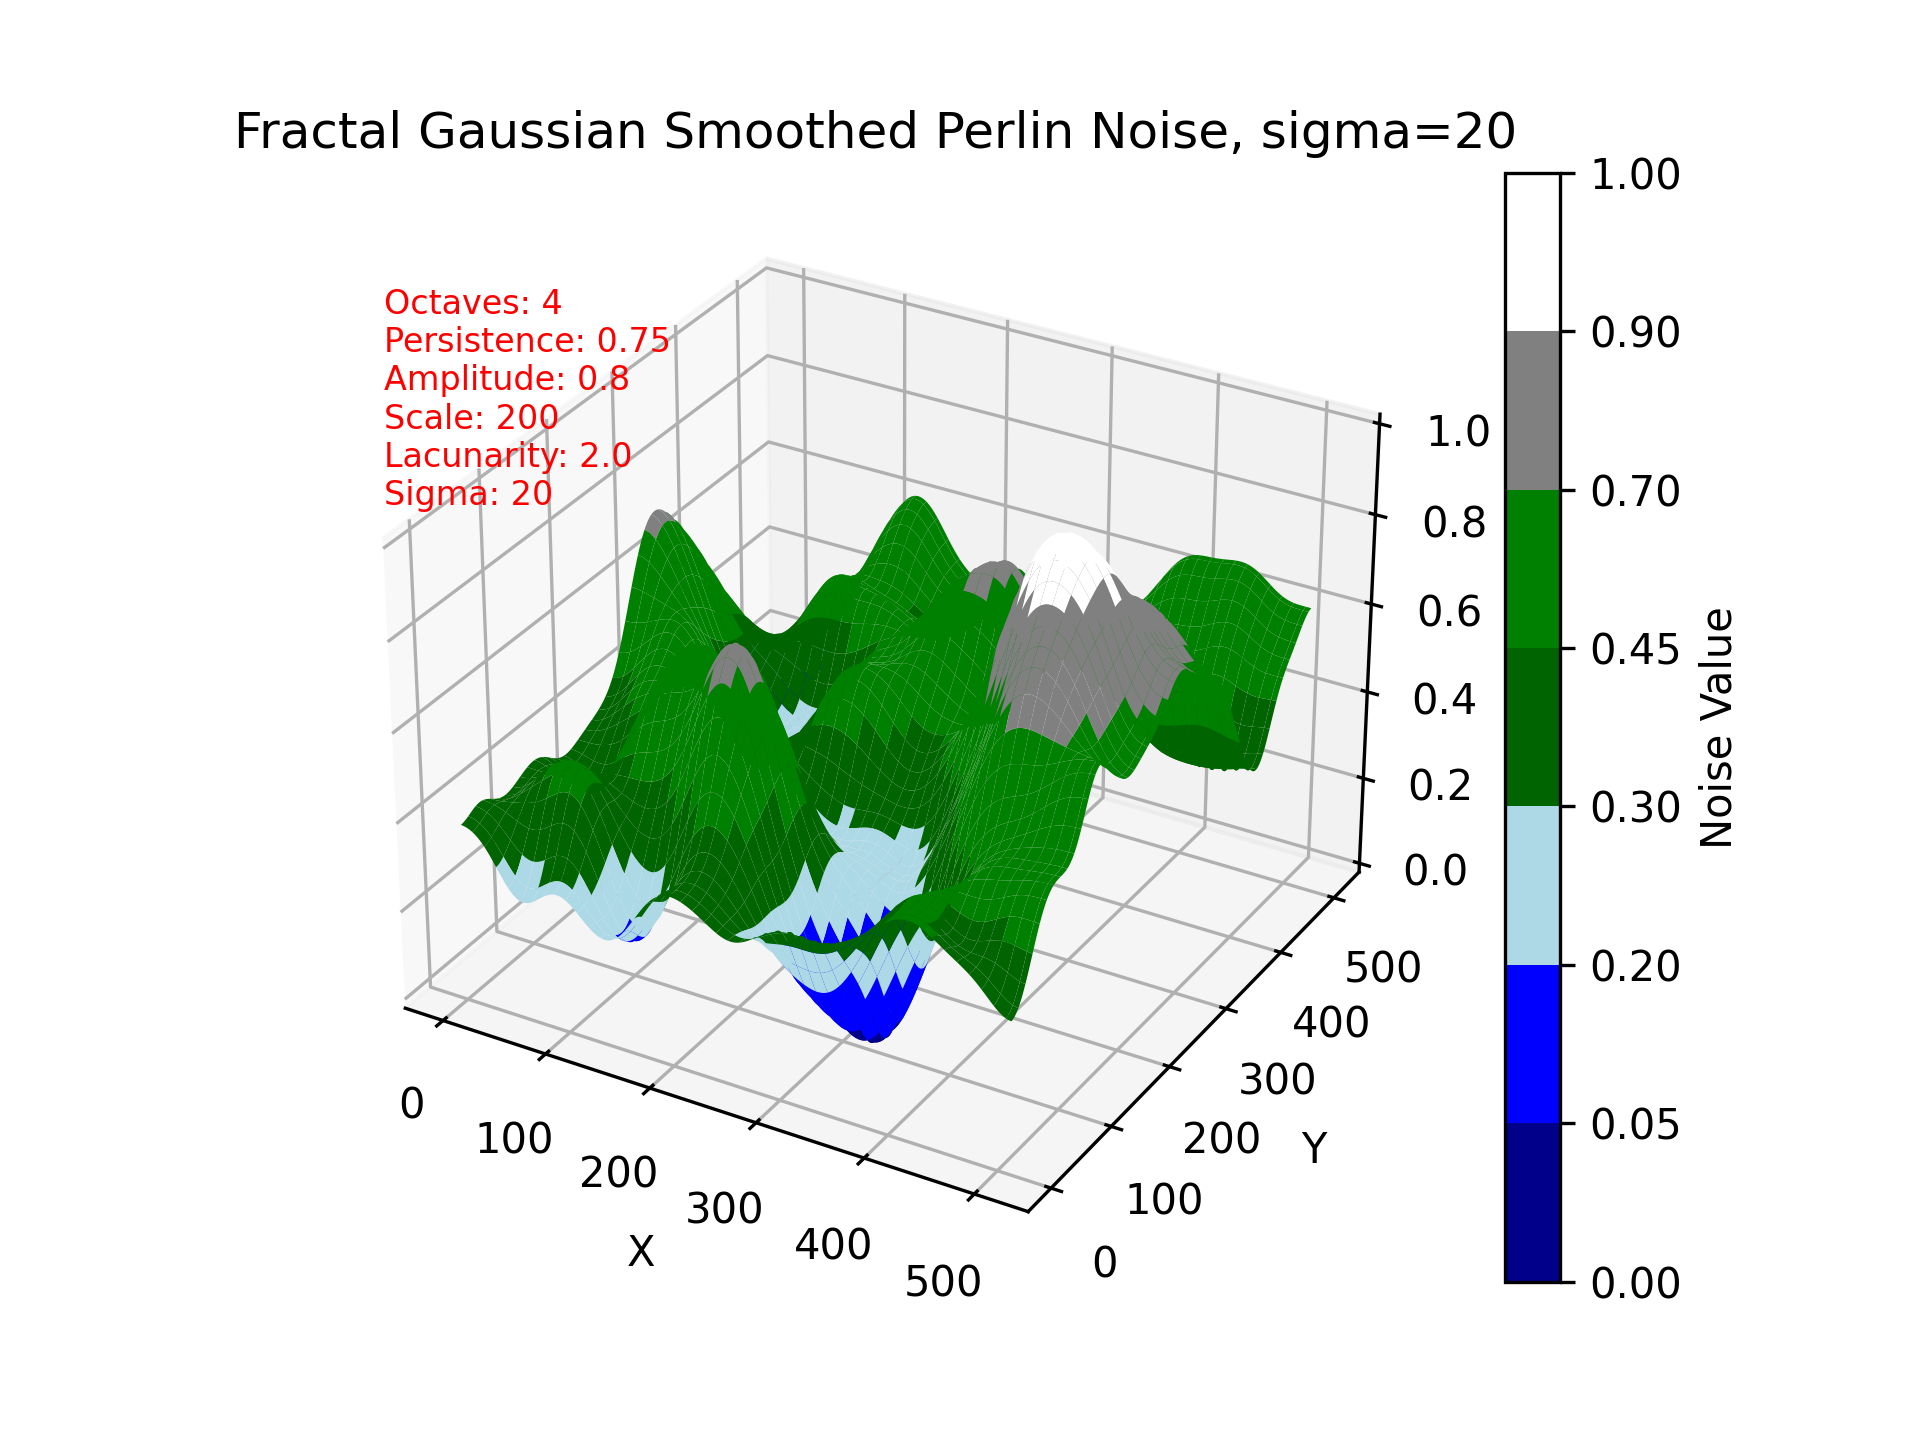 Fractal Gaussian Smoothed Perlin Noise, sigma=20
Octaves: 4
Persistence: 0.75
Amplitude: 0.8
Scale: 200
Lacunarity: 2.0
Sigma: 20
1.0
0.8
0.6
0.4
0.2
0.0
0
100
200
300
400
500
X
0
100
200
300
400
500
Y
1.00
0.90
0.70
0.45
0.30
0.20
0.05
0.00
Noise Value